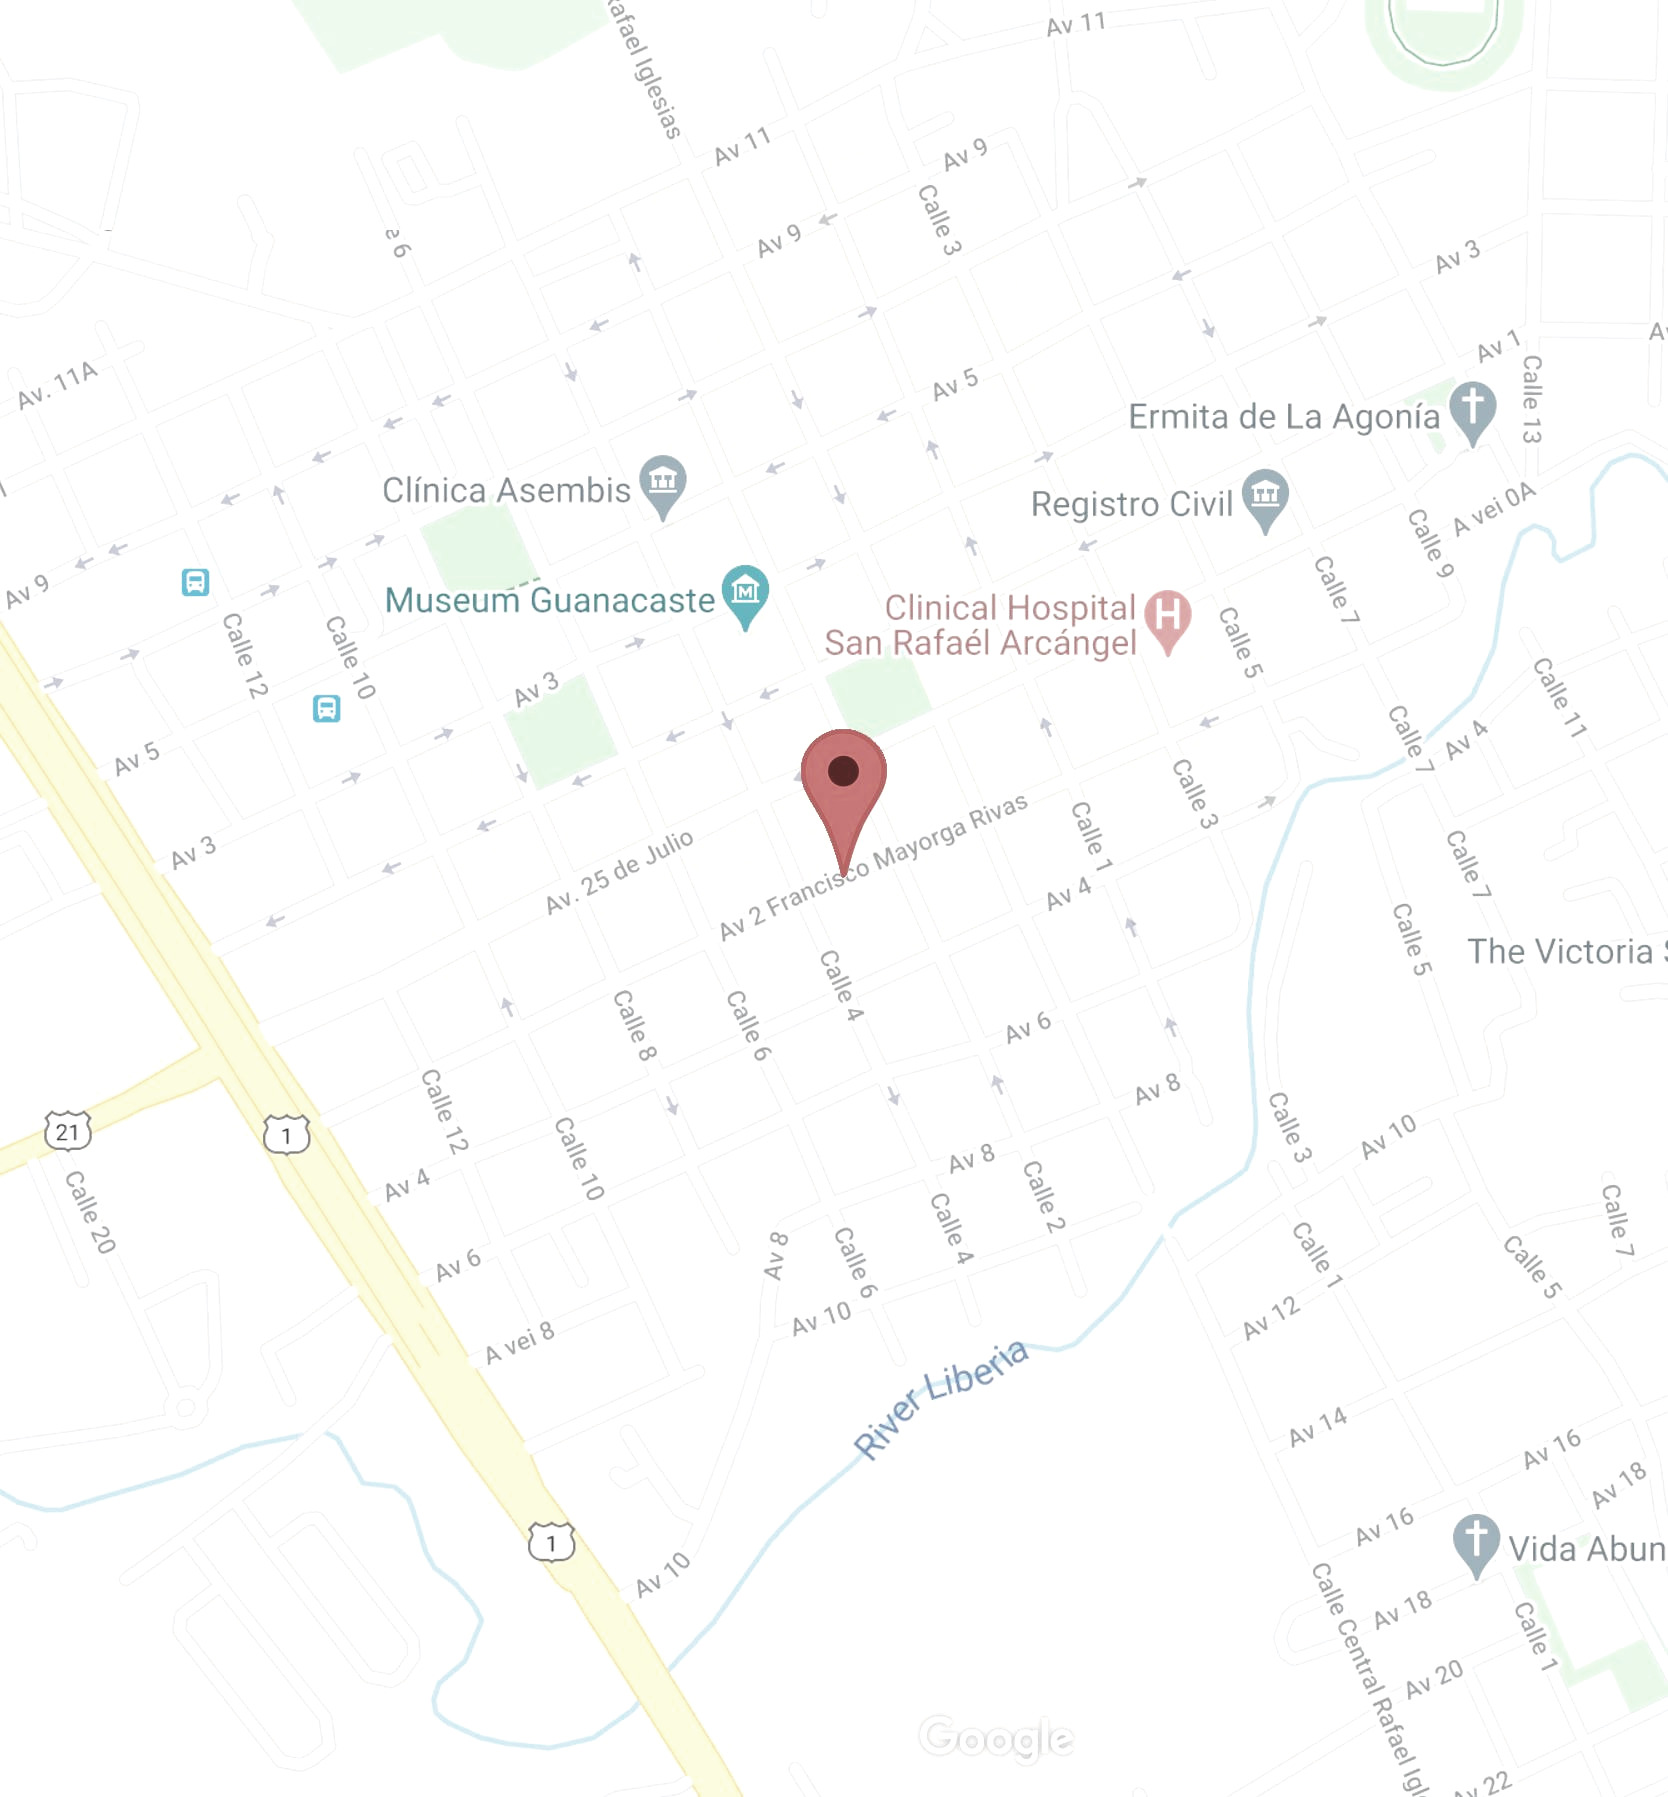 Rafael Iglesias
Av 11
Av 11
Av 9
Calle 3
Av 9
e 6
Av 3
Av 1
Av. 11A
Av 5
Calle 13
Ermita de La Agonía
Clínica Asembis
Registro Civil
A vei 0A
Calle 9
Av 9
Calle 7
Museum Guanacaste
Clinical Hospital
San Rafaél Arcángel
Calle 12
Calle 10
Calle 5
Av 3
Calle 11
Av 5
Calle 7
Av 4
Calle 3
Av 3
Av. 25 de Julio
Av 2 Francisco Mayorga Rivas
Calle 1
Calle 7
Av 4
Calle 5
The Victoria S
Calle 4
Calle 8
Calle 6
Av 6
Calle 12
Av 8
21
1
Calle 10
Calle 3
Av 10
Av 8
Av 4
Calle 20
Calle 4
Calle 2
Calle 7
Av 8
Calle 6
Av 6
Calle 1
Calle 5
Av 10
Av 12
A vei 8
River Liberia
Av 14
Av 16
Av 18
Av 16
1
Vida Abun
Av 10
Av 18
Calle 1
Calle Central Rafael Igl
Av 20
Google
Av 22